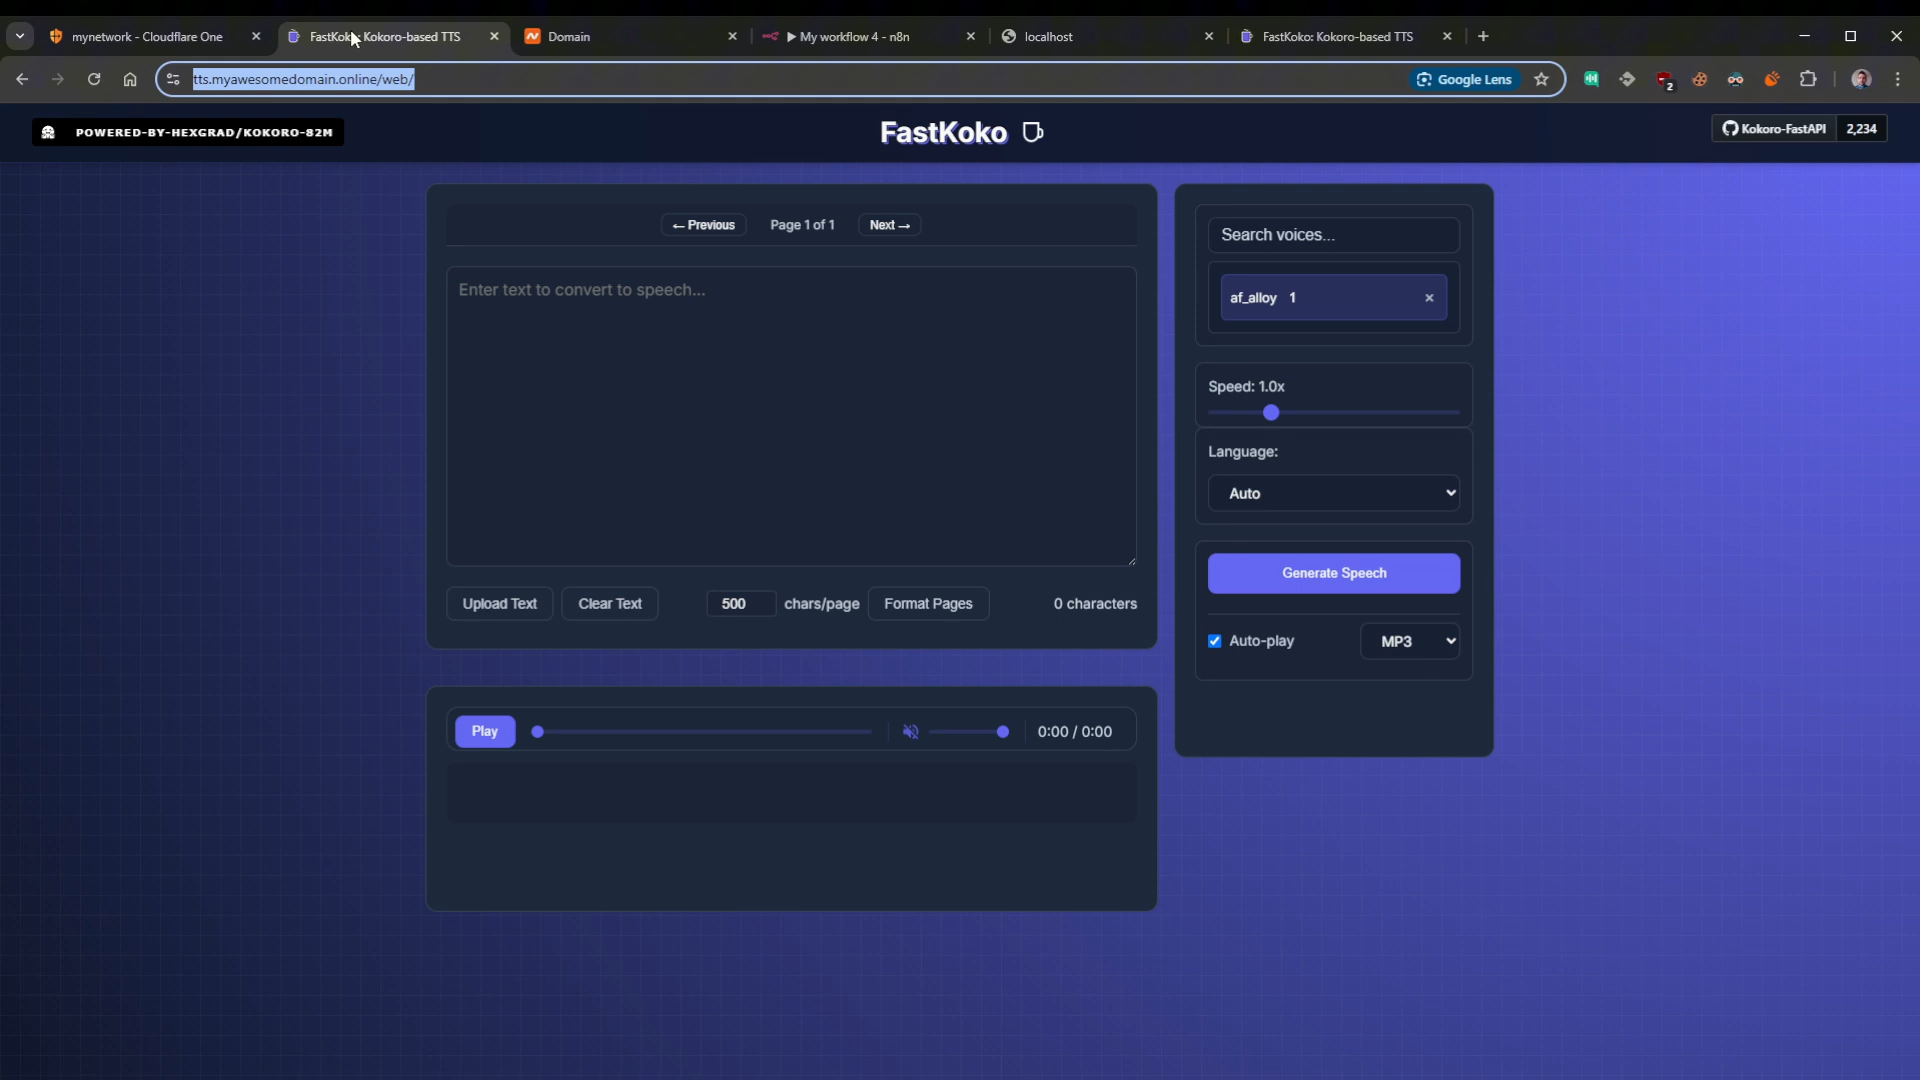 mynetwork - Cloudflare One
FastKoko: Kokoro-based TTS
Domain
My workflow 4 - n8n
localhost
FastKoko: Kokoro-based TTS
tts.myawesomedomain.online/web/
Google Lens
2
POWERED-BY-HEXGRAD/KOKORO-82M
FastKoko
Kokoro-FastAPI 2,234
← Previous Page 1 of 1 Next →
Enter text to convert to speech...
Upload Text Clear Text 500 chars/page Format Pages 0 characters
Play 0:00 / 0:00
Search voices...
af_alloy 1 ×
Speed: 1.0x
Language:
Auto
Generate Speech
Auto-play MP3